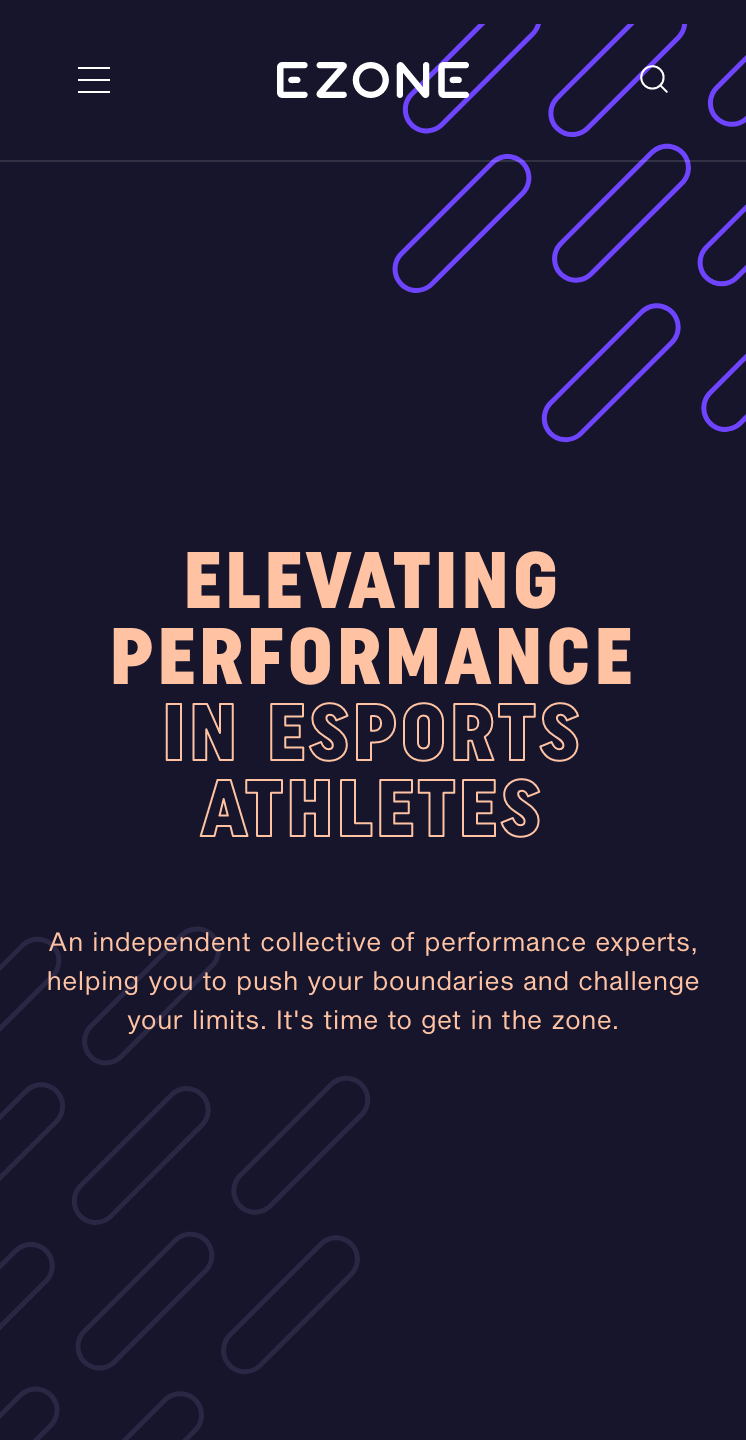 EZONE
ELEVATING
PERFORMANCE
IN ESPORTS
ATHLETES
An independent collective of performance experts,
helping you to push your boundaries and challenge
your limits. It's time to get in the zone.